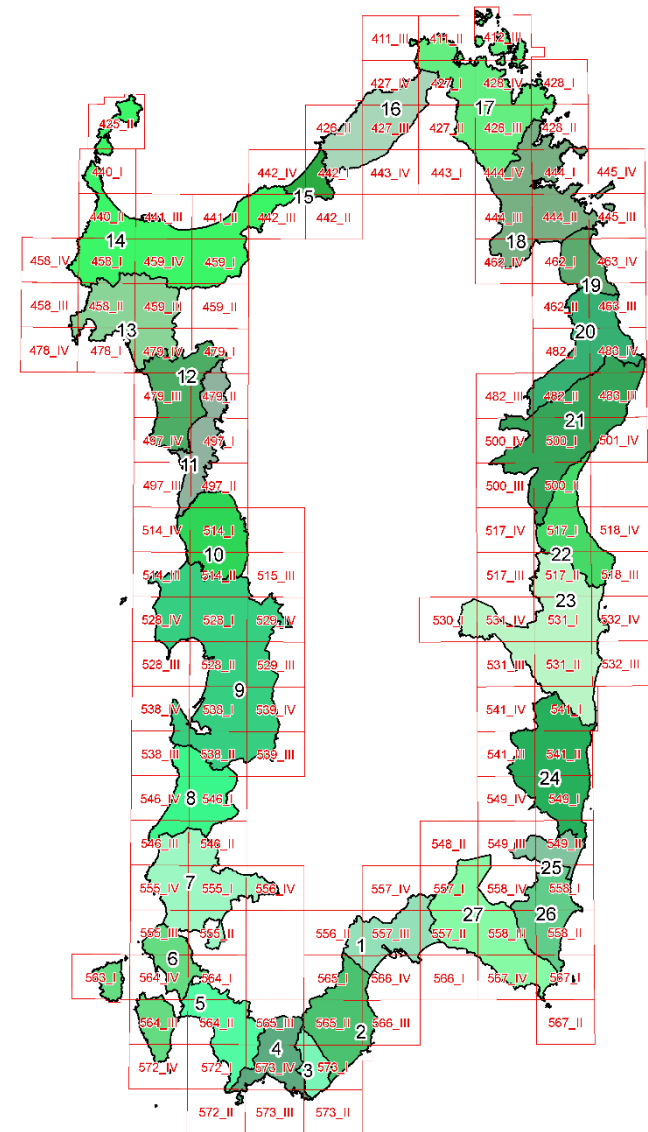 411_III 411_II 412_III
427_IV 427_I 428_IV 428_I
16 17
426_II 427_III 427_II 428_II
425_II
442_IV 442_I 443_IV 443_I 444_IV 444_I 445_IV
440_I
15
440_II 441_III 441_II 442_III 442_II 444_III 444_II 445_III
14 18
458_IV 458_I 459_IV 459_I 462_IV 462_I 463_IV
19
458_III 458_II 459_III 459_II 462_II 463_III
13 20
478_IV 478_I 479_IV 479_I 482_I 483_IV
12
479_III 479_II 482_III 482_II 483_III
21
497_IV 497_I 500_IV 500_I 501_IV
11
497_III 497_II 500_III 500_II
514_IV 514_I 517_IV 517_I 518_IV
10 22
514_III 514_II 515_III 517_III 517_II 518_III
23
528_IV 528_I 529_IV 530_I 531_IV 531_I 532_IV
528_III 528_II 529_III 531_III 531_II 532_III
9
538_IV 538_I 539_IV 541_IV 541_I
538_III 538_II 539_III 541_III 541_II
24
546_IV 546_I 549_IV 549_I
8
546_III 546_II 548_II 549_III 549_II
25
7
555_IV 555_I 556_IV 557_IV 557_I 558_IV 558_I
27 26
555_III 555_II 556_II 557_III 557_II 558_III 558_II
1
6
563_I 564_IV 564_I 565_I 566_IV 566_I 567_IV 567_I
5
564_III 564_II 565_III 565_II 566_III 567_II
2
4
3
572_IV 572_I 573_IV 573_I
572_II 573_III 573_II